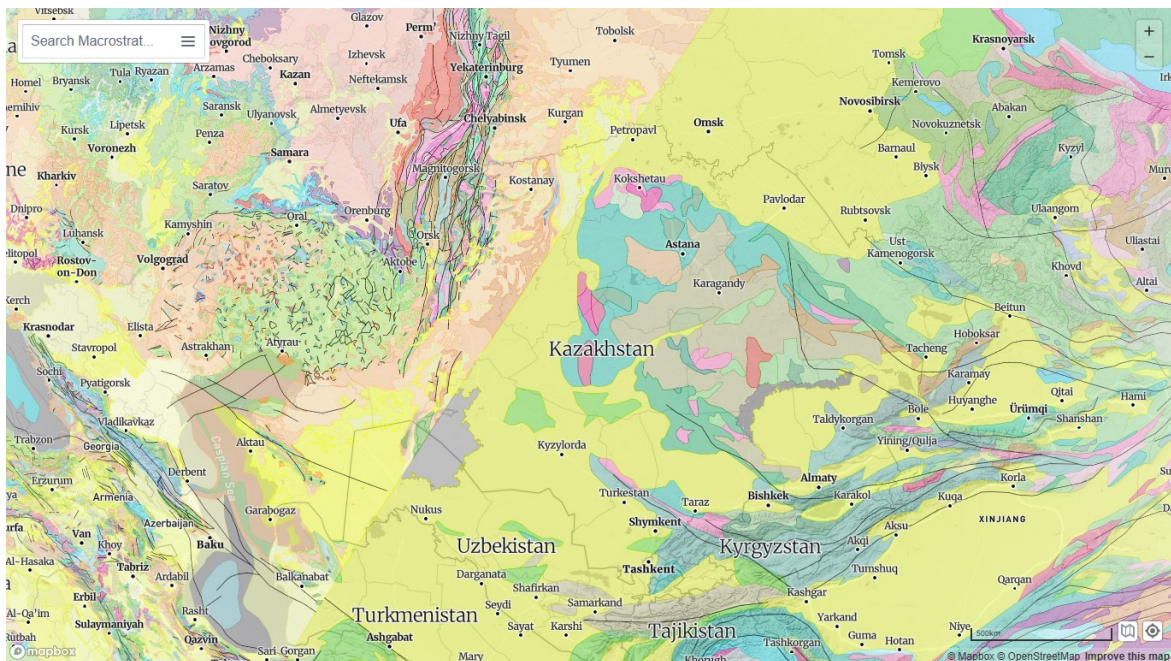 Vitsebsk
Glazov
Perm'
Tobolsk
Krasnoyarsk
Search Macrostrat...
Nizhny
ovgorod
Cheboksary
Izhevsk
Nizhny Tagil
Tomsk
Homel
Bryansk
Tula
Ryazan
Arzamas
Kazan
Neftekamsk
Yekaterinburg
Tyumen
Kemerovo
Saransk
Ulyanovsk
Almetyevsk
Kurgan
Novosibirsk
Abakan
Kursk
Lipetsk
Penza
Ufa
Chelyabinsk
Petropavl
Omsk
Novokuznetsk
Voronezh
Samara
Barnaul
Kyzyl
ne
Kharkiv
Saratov
Magnitogorsk
Kostanay
Kokshetau
Pavlodar
Bıysk
Dnipro
Luhansk
Kamyshin
Oral
Orenburg
Orsk
Rubtsovsk
Ulaangom
Rostov-
on-Don
Volgograd
Aktobe
Astana
Ust-
Kamenogorsk
Uliastai
Khovd
Kerch
Karagandy
Altai
Krasnodar
Elista
Beitun
Stavropol
Astrakhan
Atyrau
Kazakhstan
Tacheng
Hoboksar
Sochi
Pyatigorsk
Karamay
Qitai
Hami
Vladikavkaz
Taldykorgan
Bole
Huyanghe
Ürümqi
Shanshan
Trabzon
Georgia
Aktau
Caspian Sea
Kyzylorda
Yining/Qulja
Erzurum
Derbent
Almaty
Korla
Armenia
Garabogaz
Turkestan
Taraz
Bishkek
Karakol
Kuqa
Azerbaijan
Nukus
Shymkent
Aksu
XINJIANG
Van
Khoy
Baku
Uzbekistan
Kyrgyzstan
Akqi
Al-Hasaka
Tabriz
Ardabil
Balkanabat
Darganata
Tashkent
Tumshuq
Erbil
Shafirkan
Kashgar
Qarqan
Al-Qa'im
Rasht
Turkmenistan
Seydi
Samarkand
Yarkand
Sulaymaniyah
Sayat
Karshi
Tajikistan
Guma
Hotan
Niye
500km
Rutbah
Qazvin
Ashgabat
Tashkorgan
mapbox
Sari
Gorgan
Mary
Khorugh
© Mapbox © OpenStreetMap Improve this map